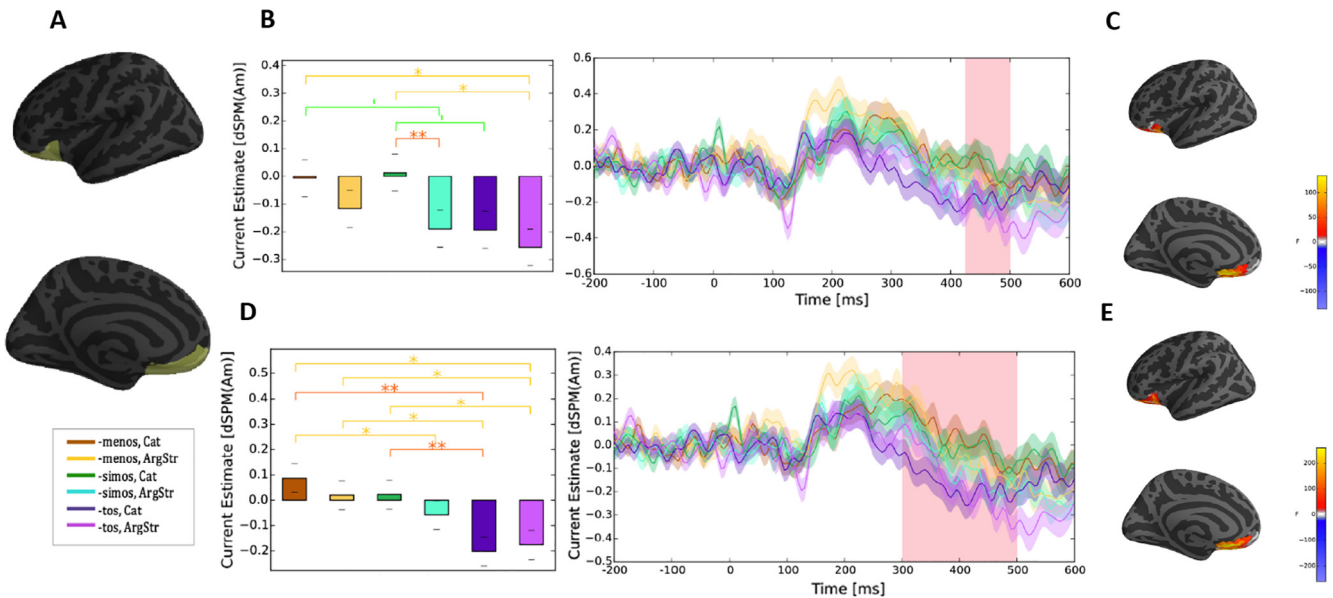 A
B
C
Current Estimate [dSPM(Am)]
0.4
0.3
0.2
0.1
0.0
−0.1
−0.2
−0.3
*
*
**
0.6
0.4
0.2
0.0
−0.2
−0.4
−0.6
-200 -100 0 100 200 300 400 500 600
Time [ms]
100
50
F 0
−50
−100
D
E
Current Estimate [dSPM(Am)]
0.5
0.4
0.3
0.2
0.1
0.0
−0.1
−0.2
*
*
**
*
*
*
**
0.4
0.3
0.2
0.1
0.0
−0.1
−0.2
−0.3
−0.4
−0.5
-200 -100 0 100 200 300 400 500 600
Time [ms]
200
100
F 0
−100
−200
-menos, Cat
-menos, ArgStr
-simos, Cat
-simos, ArgStr
-tos, Cat
-tos, ArgStr